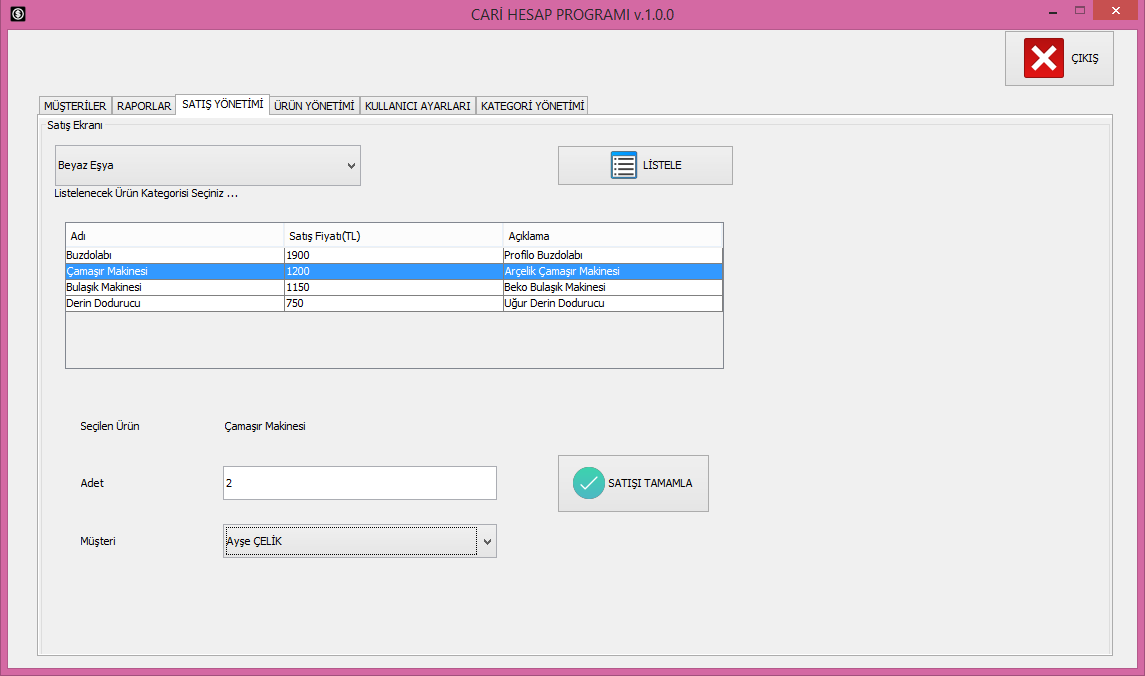 CARİ HESAP PROGRAMI v.1.0.0
ÇIKIŞ
MÜŞTERİLER RAPORLAR SATIŞ YÖNETİMİ ÜRÜN YÖNETİMİ KULLANICI AYARLARI KATEGORİ YÖNETİMİ
Satış Ekranı
Beyaz Eşya LİSTELE
Listelenecek Ürün Kategorisi Seçiniz ...
Adı Satış Fiyatı(TL) Açıklama
Buzdolabı 1900 Profilo Buzdolabı
Çamaşır Makinesi 1200 Arçelik Çamaşır Makinesi
Bulaşık Makinesi 1150 Beko Bulaşık Makinesi
Derin Dodurucu 750 Uğur Derin Dodurucu
Seçilen Ürün Çamaşır Makinesi
Adet 2 SATIŞI TAMAMLA
Müşteri Ayşe ÇELİK